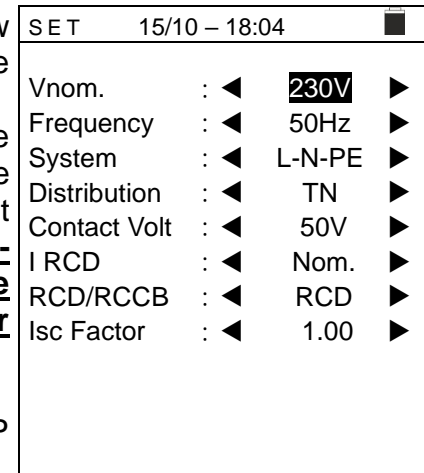 SET 15/10 – 18:04
Vnom. : ◀ 230V ▶
Frequency : ◀ 50Hz ▶
System : ◀ L-N-PE ▶
Distribution : ◀ TN ▶
Contact Volt : ◀ 50V ▶
I RCD : ◀ Nom. ▶
RCD/RCCB : ◀ RCD ▶
Isc Factor : ◀ 1.00 ▶